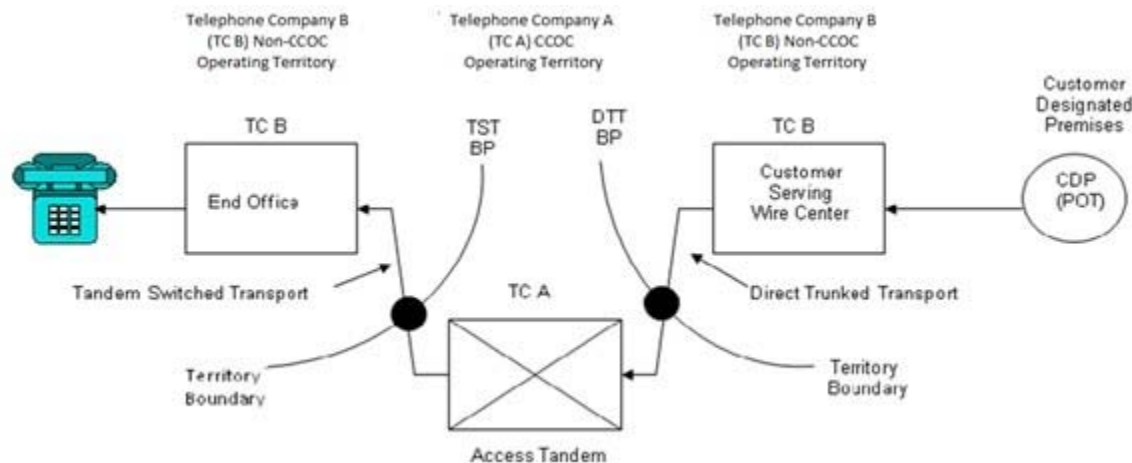 Telephone Company B
(TC B) Non-CCOC
Operating Territory
Telephone Company A
(TC A) CCOC
Operating Territory
Telephone Company B
(TC B) Non-CCOC
Operating Territory
Customer
Designated
Premises
TC B
TST
BP
DTT
BP
TC B
End Office
Customer
Serving
Wire Center
CDP
(POT)
Tandem Switched Transport
TC A
Direct Trunked Transport
Territory
Boundary
Territory
Boundary
Access Tandem